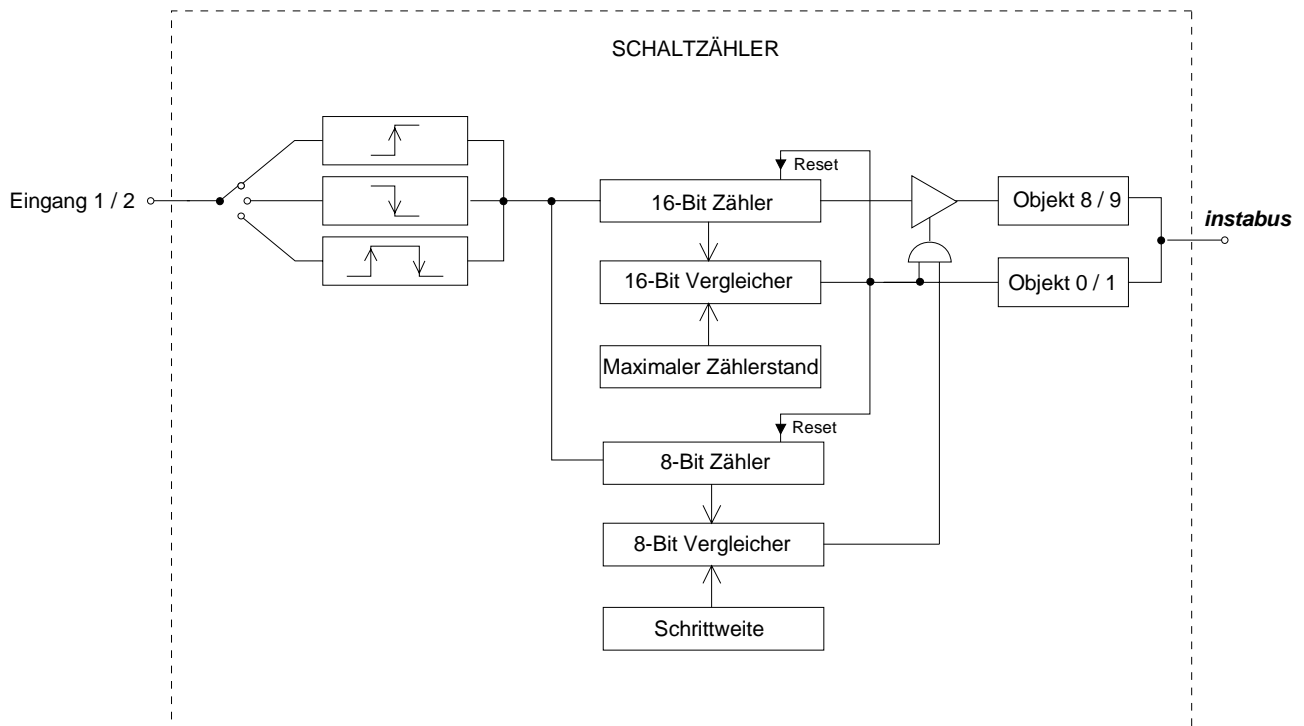 SCHALTZÄHLER
Eingang 1 / 2
Reset
16-Bit Zähler
Objekt 8 / 9
instabus
16-Bit Vergleicher
Objekt 0 / 1
Maximaler Zählerstand
Reset
8-Bit Zähler
8-Bit Vergleicher
Schrittweite